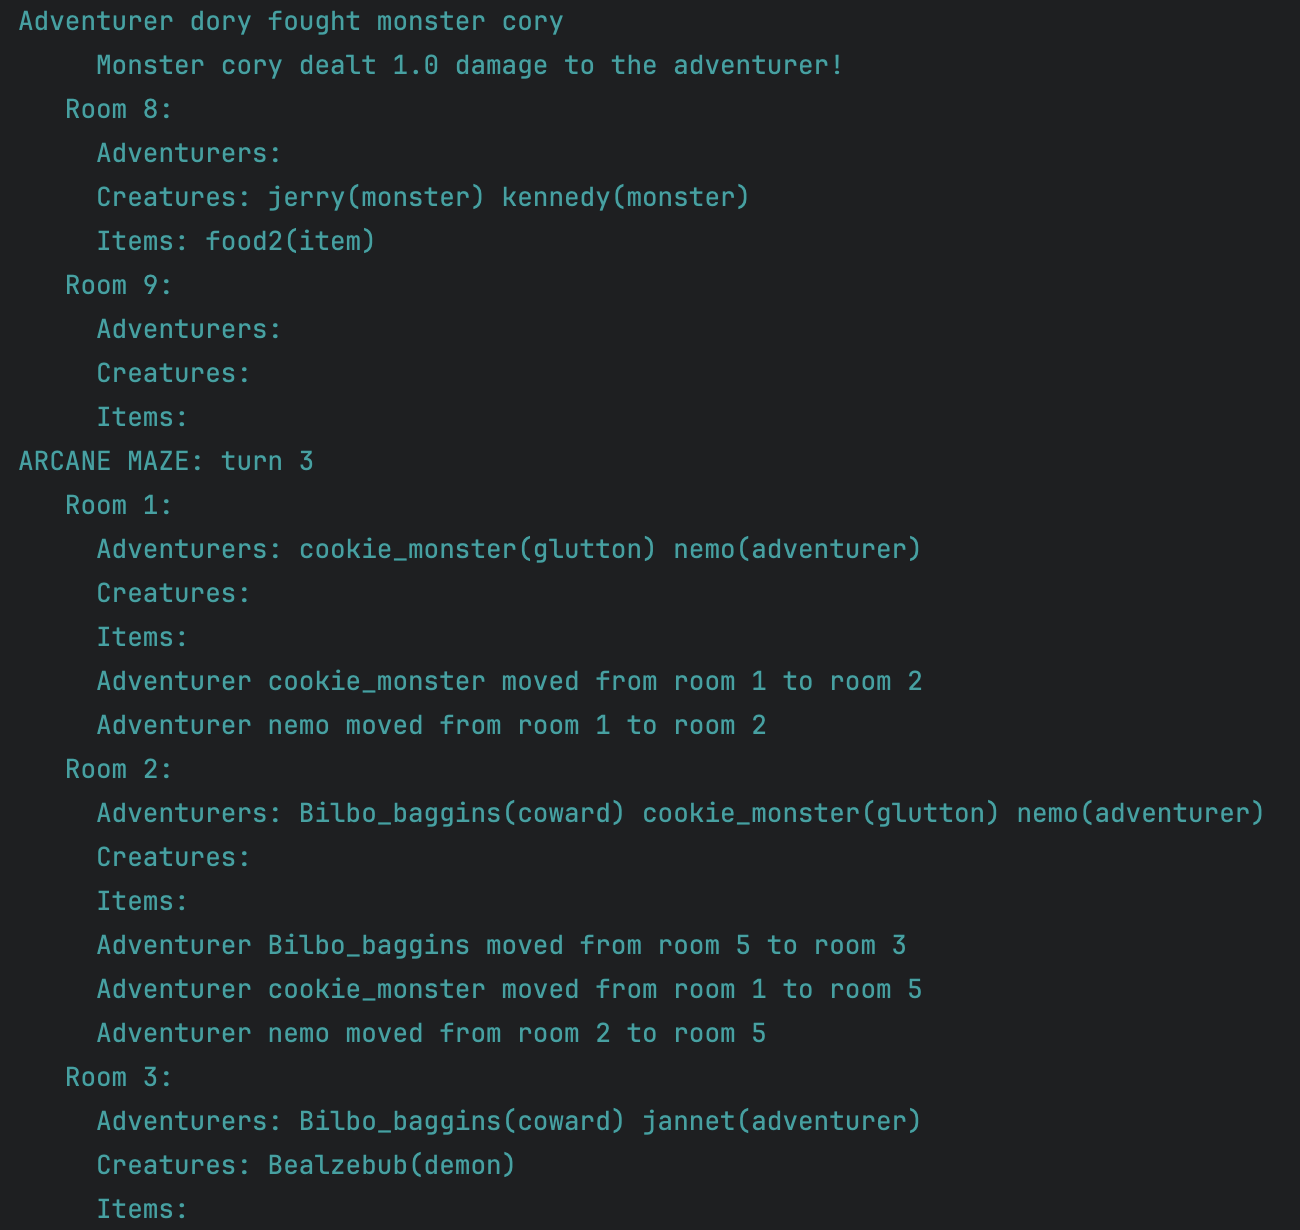 Adventurer dory fought monster cory
Monster cory dealt 1.0 damage to the adventurer!
Room 8:
Adventurers:
Creatures: jerry(monster) kennedy(monster)
Items: food2(item)
Room 9:
Adventurers:
Creatures:
Items:
ARCANE MAZE: turn 3
Room 1:
Adventurers: cookie_monster(glutton) nemo(adventurer)
Creatures:
Items:
Adventurer cookie_monster moved from room 1 to room 2
Adventurer nemo moved from room 1 to room 2
Room 2:
Adventurers: Bilbo_baggins(coward) cookie_monster(glutton) nemo(adventurer)
Creatures:
Items:
Adventurer Bilbo_baggins moved from room 5 to room 3
Adventurer cookie_monster moved from room 1 to room 5
Adventurer nemo moved from room 2 to room 5
Room 3:
Adventurers: Bilbo_baggins(coward) jannet(adventurer)
Creatures: Bealzebub(demon)
Items: